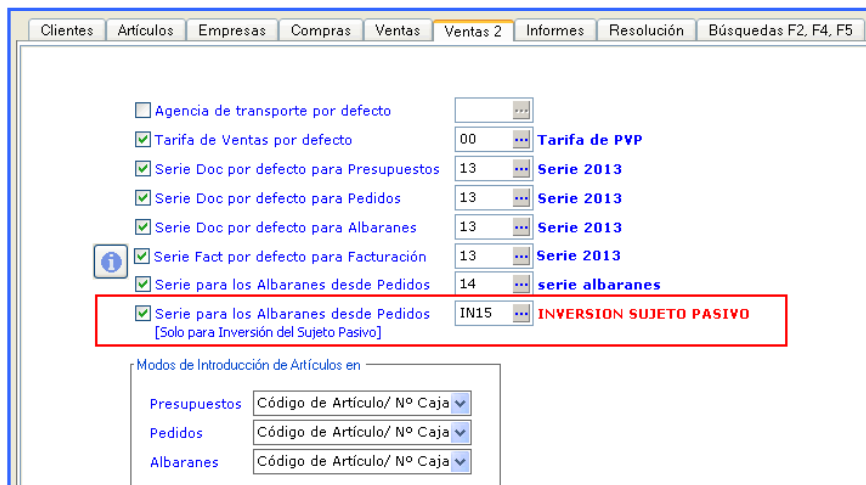 Clientes Artículos Empresas Compras Ventas Ventas 2 Informes Resolución Búsquedas F2, F4, F5
Agencia de transporte por defecto ...
Tarifa de Ventas por defecto 00 ... Tarifa de PVP
Serie Doc por defecto para Presupuestos 13 ... Serie 2013
Serie Doc por defecto para Pedidos 13 ... Serie 2013
Serie Doc por defecto para Albaranes 13 ... Serie 2013
Serie Fact por defecto para Facturación 13 ... Serie 2013
Serie para los Albaranes desde Pedidos 14 ... serie albaranes
Serie para los Albaranes desde Pedidos IN15 ... INVERSION SUJETO PASIVO
[Solo para Inversión del Sujeto Pasivo]
Modos de Introducción de Artículos en
Presupuestos Código de Artículo/ Nº Caja
Pedidos Código de Artículo/ Nº Caja
Albaranes Código de Artículo/ Nº Caja